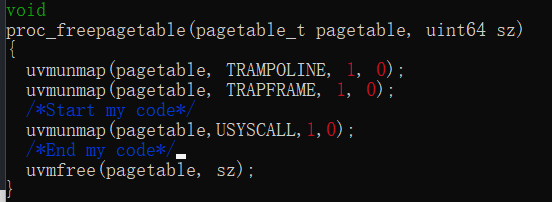 void
proc_freepagetable(pagetable_t pagetable, uint64 sz)
{
  uvmunmap(pagetable, TRAMPOLINE, 1, 0);
  uvmunmap(pagetable, TRAPFRAME, 1, 0);
  /*Start my code*/
  uvmunmap(pagetable,USYSCALL,1,0);
  /*End my code*/
  uvmfree(pagetable, sz);
}